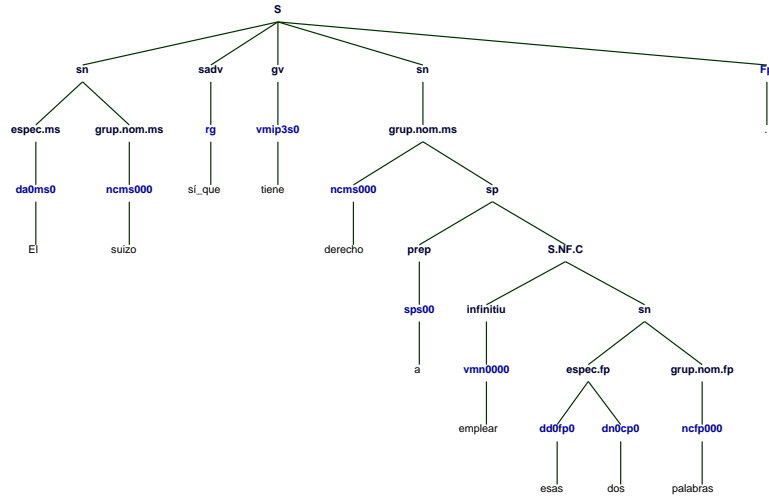 S
sn sadv gv sn Fp
espec.ms grup.nom.ms rg vmip3s0 grup.nom.ms .
da0ms0 ncms000 sí_que tiene ncms000 sp
El suizo derecho prep S.NF.C
sps00 infinitiu sn
a vmn0000 espec.fp grup.nom.fp
emplear dd0fp0 dn0cp0 ncfp000
esas dos palabras